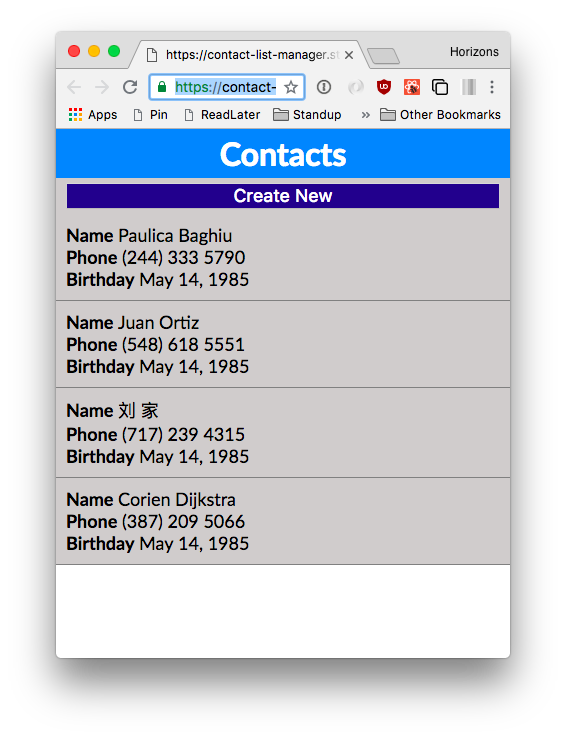 https://contact-list-manager.s
Horizons
https://contact-
Apps
Pin
ReadLater
Standup
»
Other Bookmarks
Contacts
Create New
Name Paulica Baghiu
Phone (244) 333 5790
Birthday May 14, 1985
Name Juan Ortiz
Phone (548) 618 5551
Birthday May 14, 1985
Name 刘 家
Phone (717) 239 4315
Birthday May 14, 1985
Name Corien Dijkstra
Phone (387) 209 5066
Birthday May 14, 1985